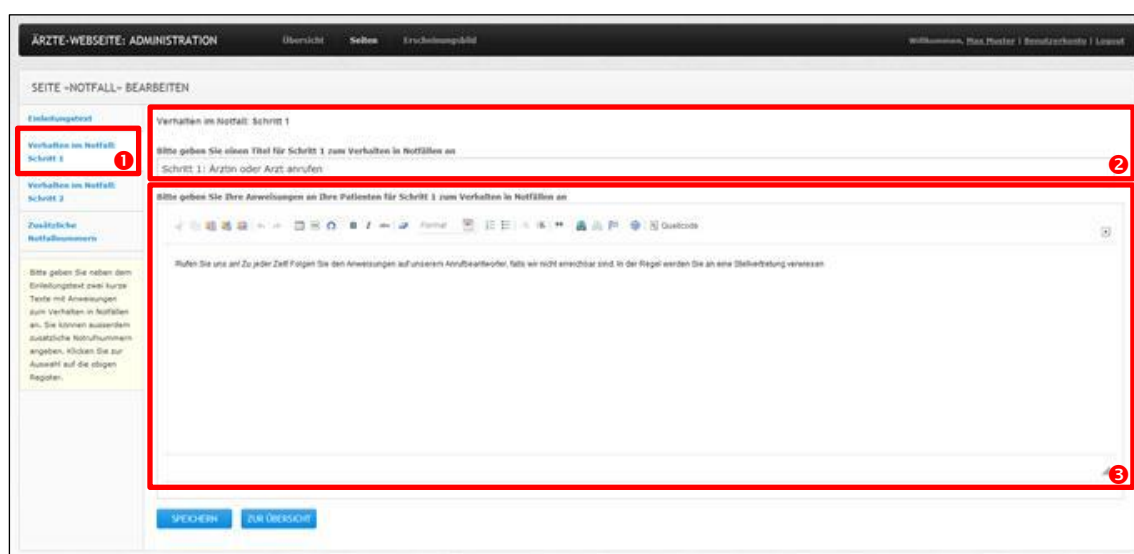 ÄRZTE-WEBSEITE: ADMINISTRATION Übersicht Seiten Erscheinungsbild Willkommen, Max Muster | Benutzerkonto | Logout
SEITE «NOTFALL» BEARBEITEN
Einleitungstext
Verhalten im Notfall:
Schritt 1
1
Verhalten im Notfall:
Schritt 2
Zusätzliche
Notfallnummern
Bitte geben Sie neben dem
Einleitungstext zwei kurze
Texte mit Anweisungen
zum Verhalten in Notfällen
an. Sie können ausserdem
zusätzliche Notrufnummern
angeben. Klicken Sie zur
Auswahl auf die obigen
Register.
Verhalten im Notfall: Schritt 1
Bitte geben Sie einen Titel für Schritt 1 zum Verhalten in Notfällen an
Schritt 1: Ärztin oder Arzt anrufen
2
Bitte geben Sie Ihre Anweisungen an Ihre Patienten für Schritt 1 zum Verhalten in Notfällen an
B I Format Quellcode
Rufen Sie uns an! Zu jeder Zeit! Folgen Sie den Anweisungen auf unserem Anrufbeantworter, falls wir nicht erreichbar sind. In der Regel werden Sie an eine Stellvertretung verwiesen
3
SPEICHERN ZUR ÜBERSICHT